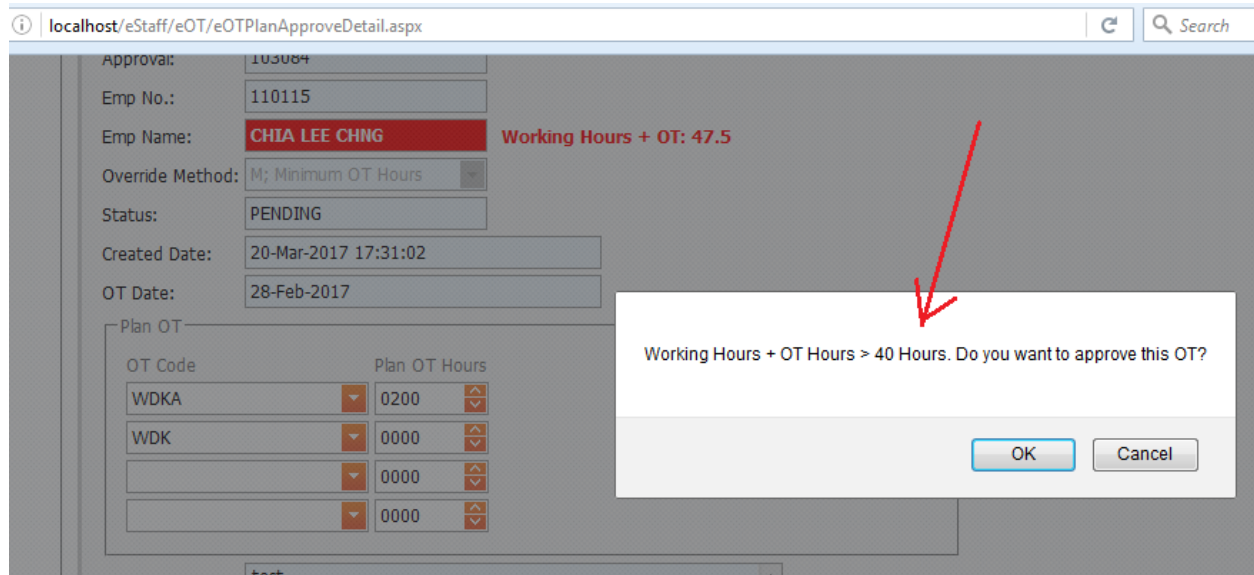 localhost/eStaff/eOT/eOTPlanApproveDetail.aspx
Search
Approval: 103084
Emp No.: 110115
Emp Name: CHIA LEE CHNG Working Hours + OT: 47.5
Override Method: M; Minimum OT Hours
Status: PENDING
Created Date: 20-Mar-2017 17:31:02
OT Date: 28-Feb-2017
Plan OT
OT Code Plan OT Hours
WDKA 0200
WDK 0000
0000
0000
test
Working Hours + OT Hours > 40 Hours. Do you want to approve this OT?
OK Cancel